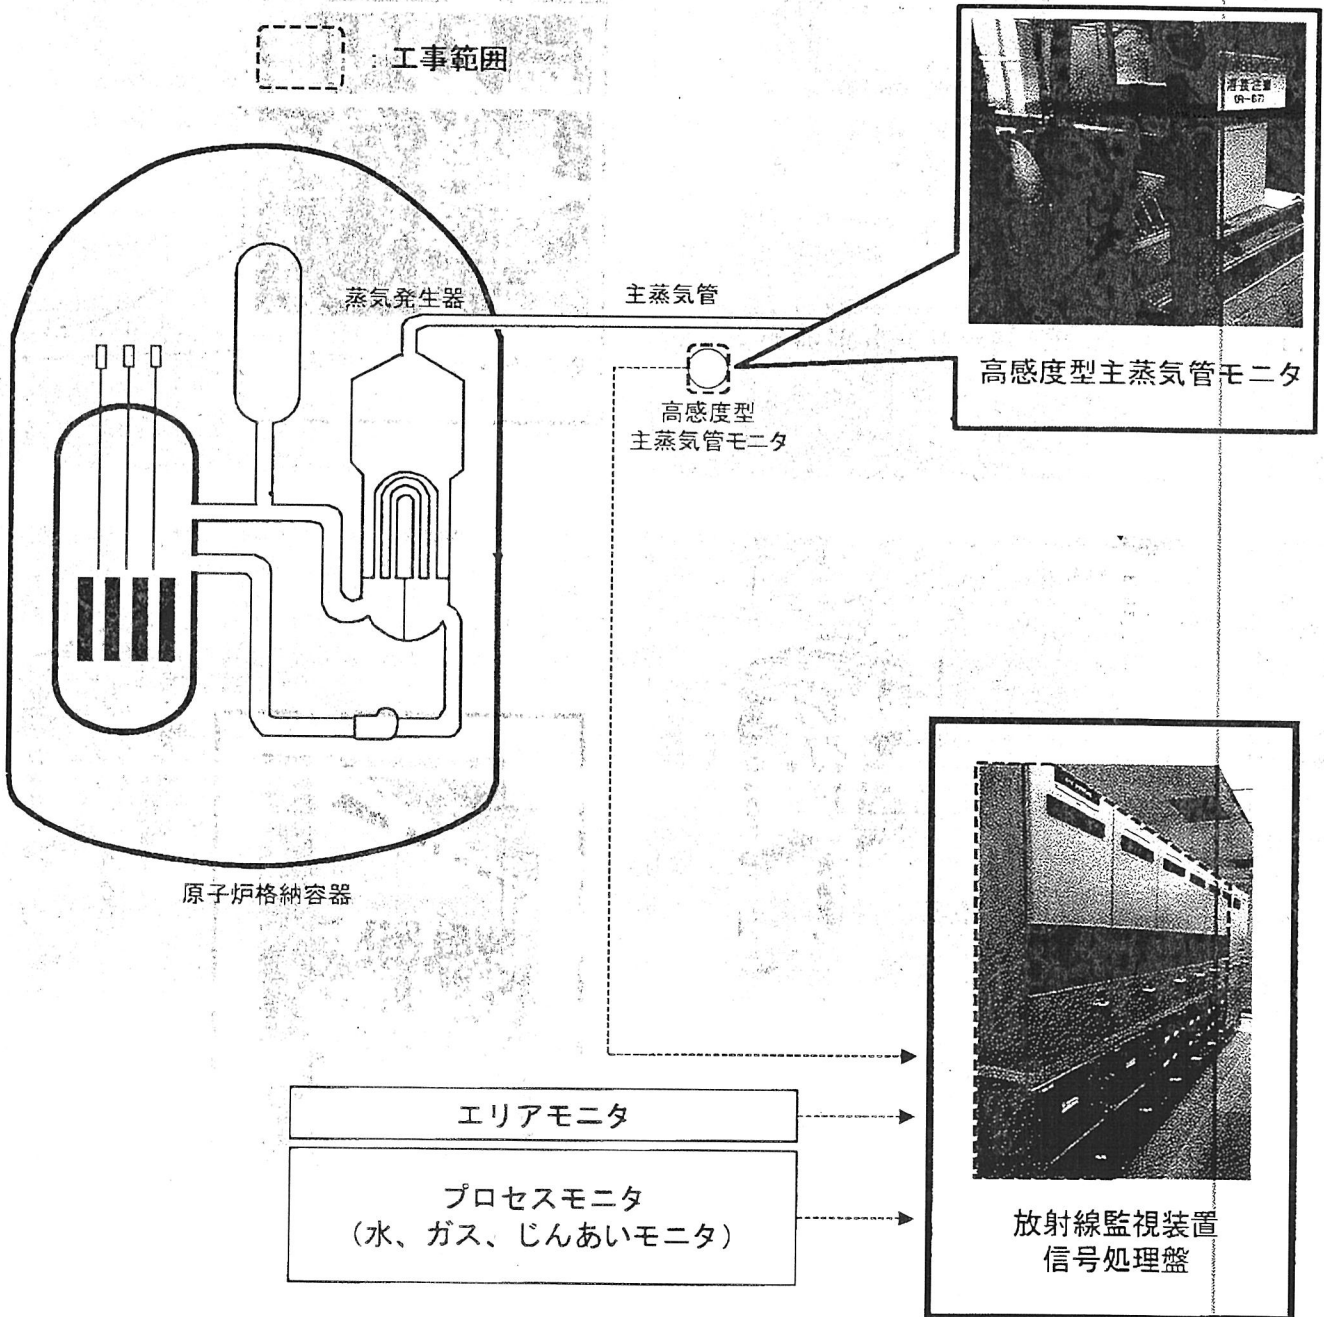 ：工事範囲
蒸気発生器
主蒸気管
高感度型主蒸気管モニタ
高感度型
主蒸気管モニタ
原子炉格納容器
エリアモニタ
プロセスモニタ
（水、ガス、じんあいモニタ）
放射線監視装置
信号処理盤